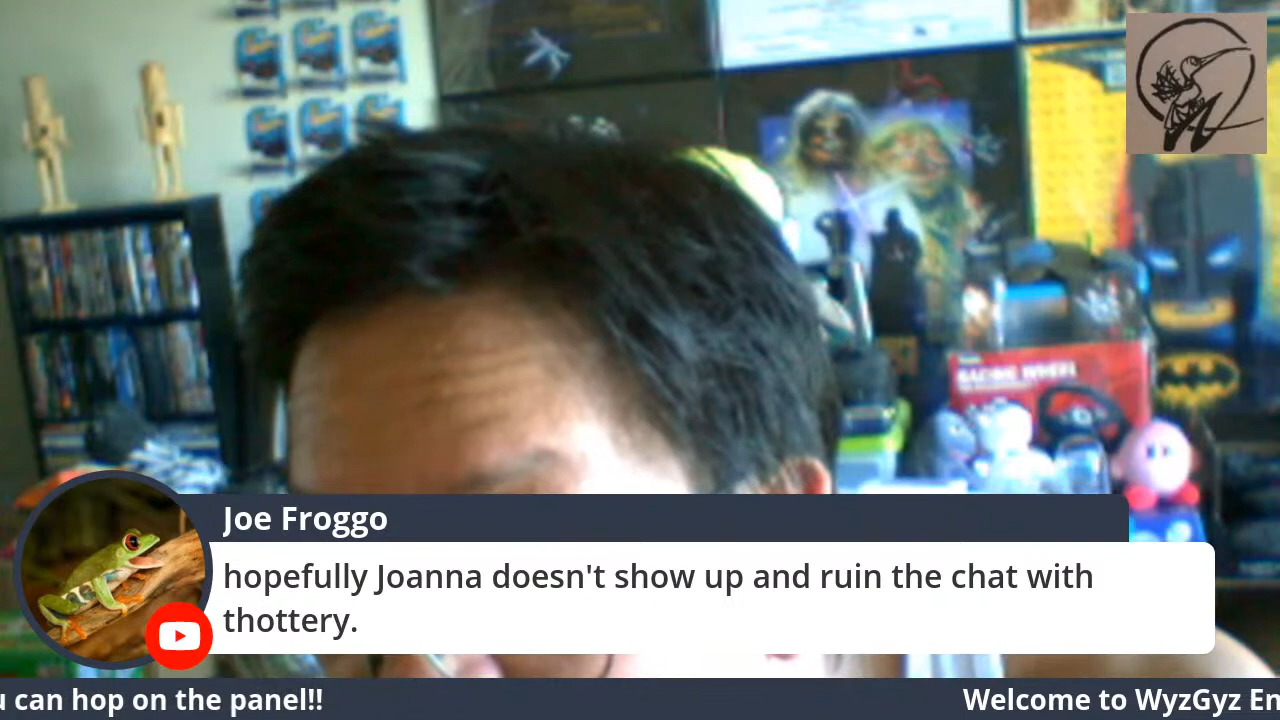 RACING WHEEL
Joe Froggo
hopefully Joanna doesn't show up and ruin the chat with
thottery.
u can hop on the panel!!
Welcome to WyzGyz En